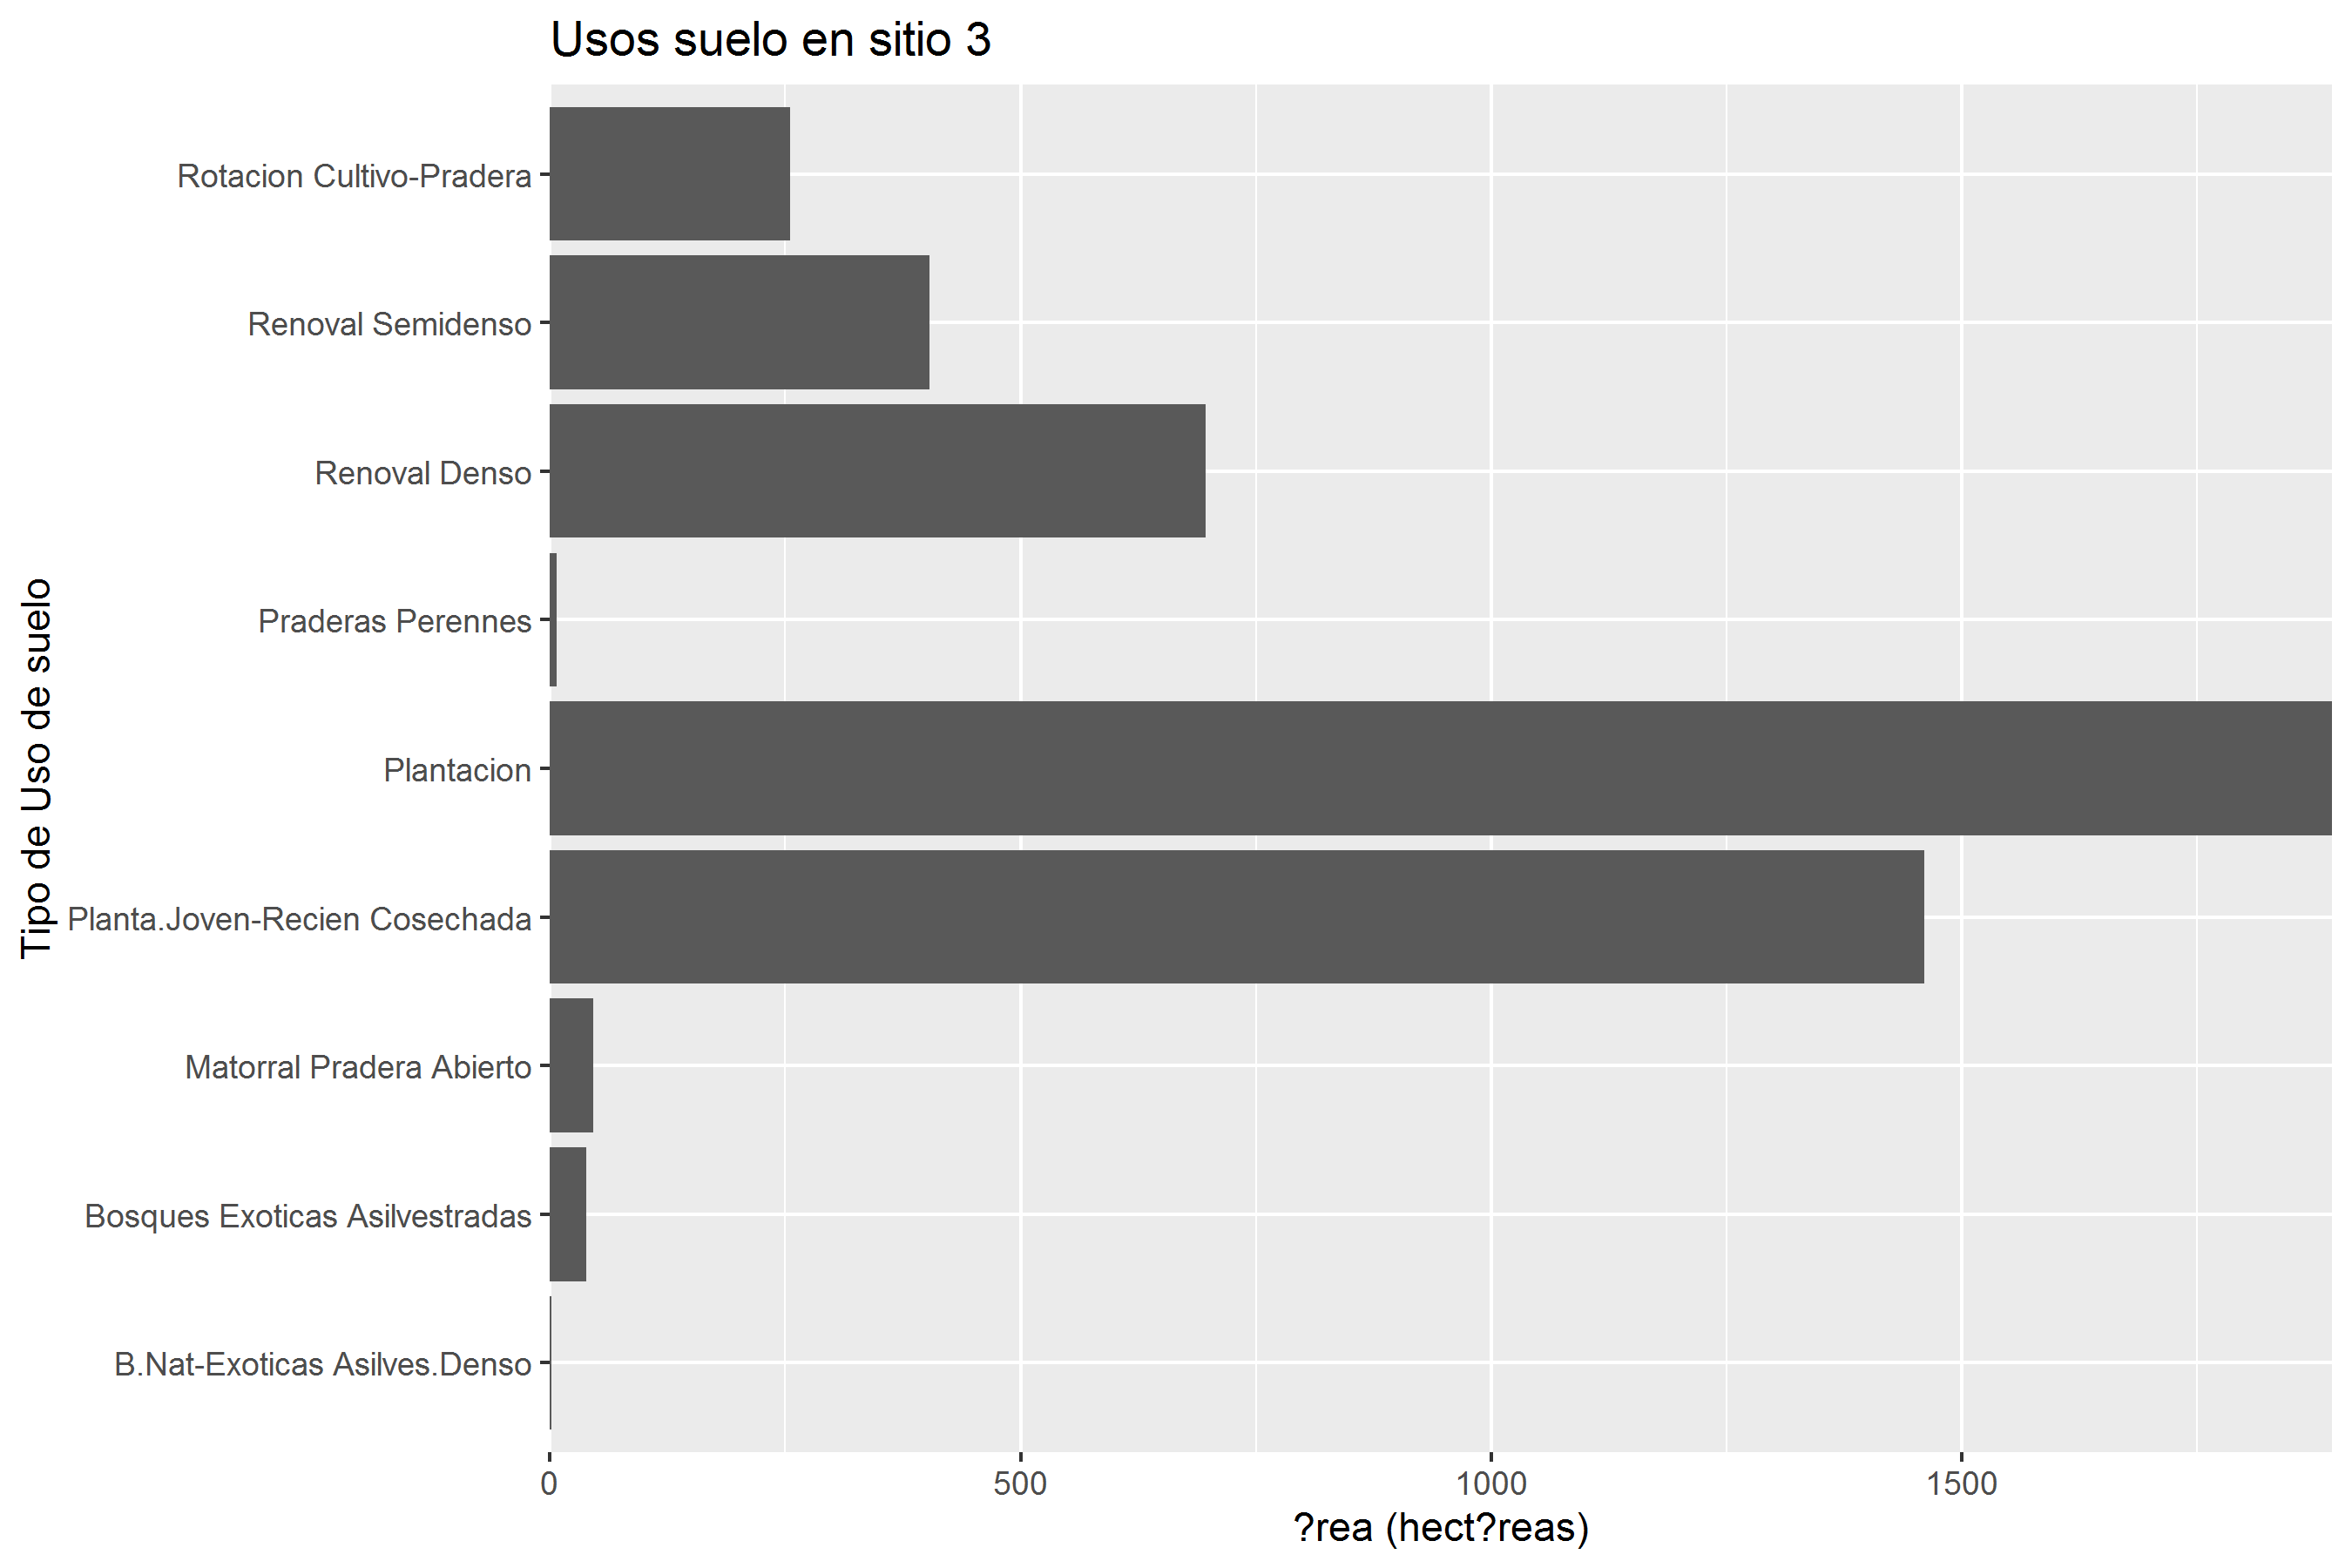 Usos suelo en sitio 3
Tipo de Uso de suelo
Rotacion Cultivo-Pradera
Renoval Semidenso
Renoval Denso
Praderas Perennes
Plantacion
Planta.Joven-Recien Cosechada
Matorral Pradera Abierto
Bosques Exoticas Asilvestradas
B.Nat-Exoticas Asilves.Denso
0 500 1000 1500
?rea (hect?reas)